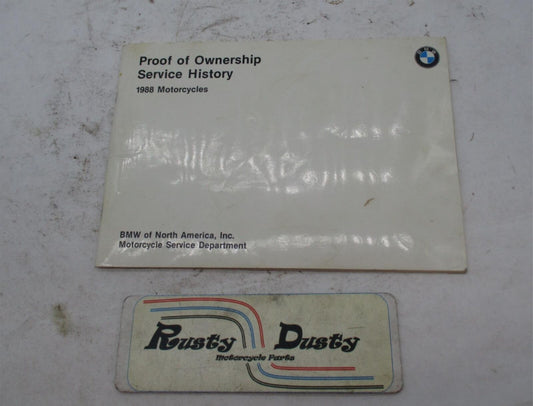 Proof of Ownership
Service History
1988 Motorcycles
BMW
BMW of North America, Inc.
Motorcycle Service Department
Rusty Dusty
Motorcycle Parts